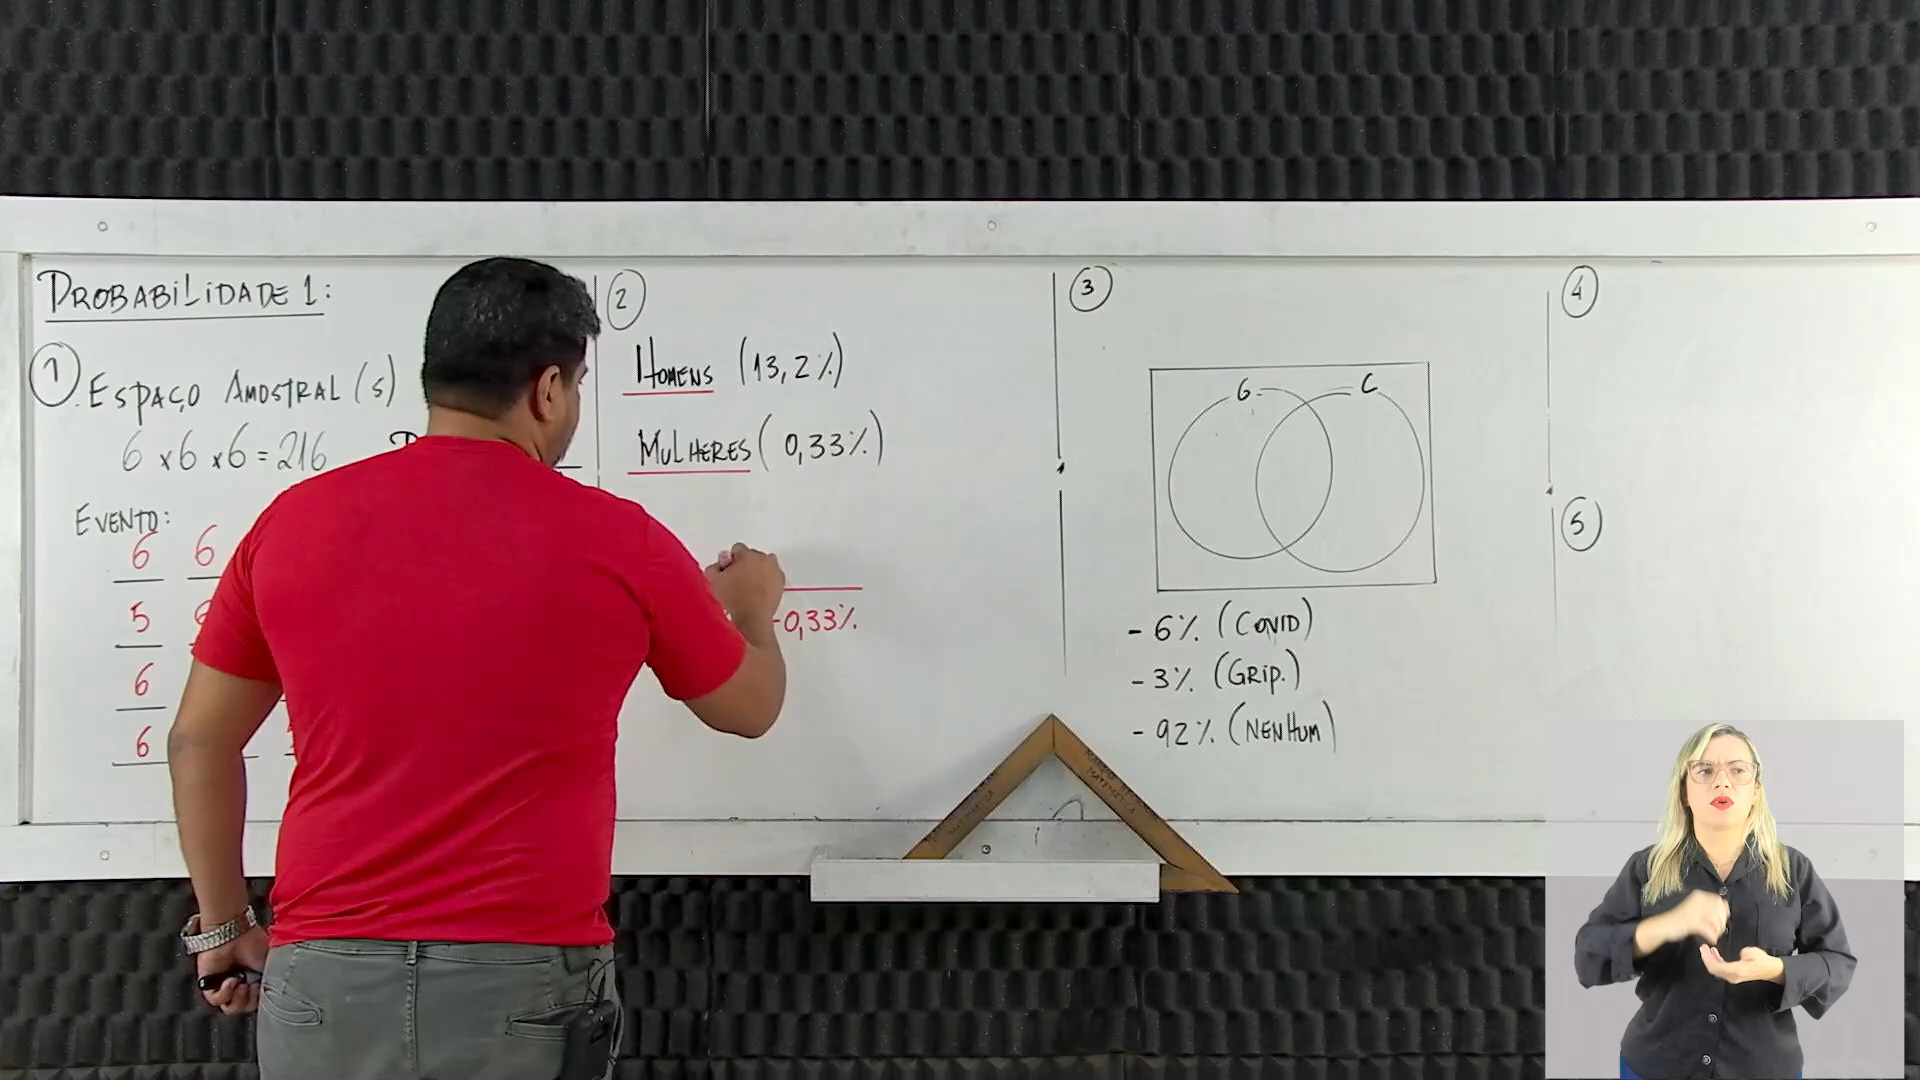 PROBABILIDADE 1:
1
ESPAÇO AMOSTRAL (S)
6 x 6 x 6 = 216
EVENTO:
6 6
5 6
6
6
2
HOMENS (13,2%)
MULHERES (0,33%)
0,33%
3
G C
- 6% (COVID)
- 3% (GRIP.)
- 92% (NENHUM)
4
5